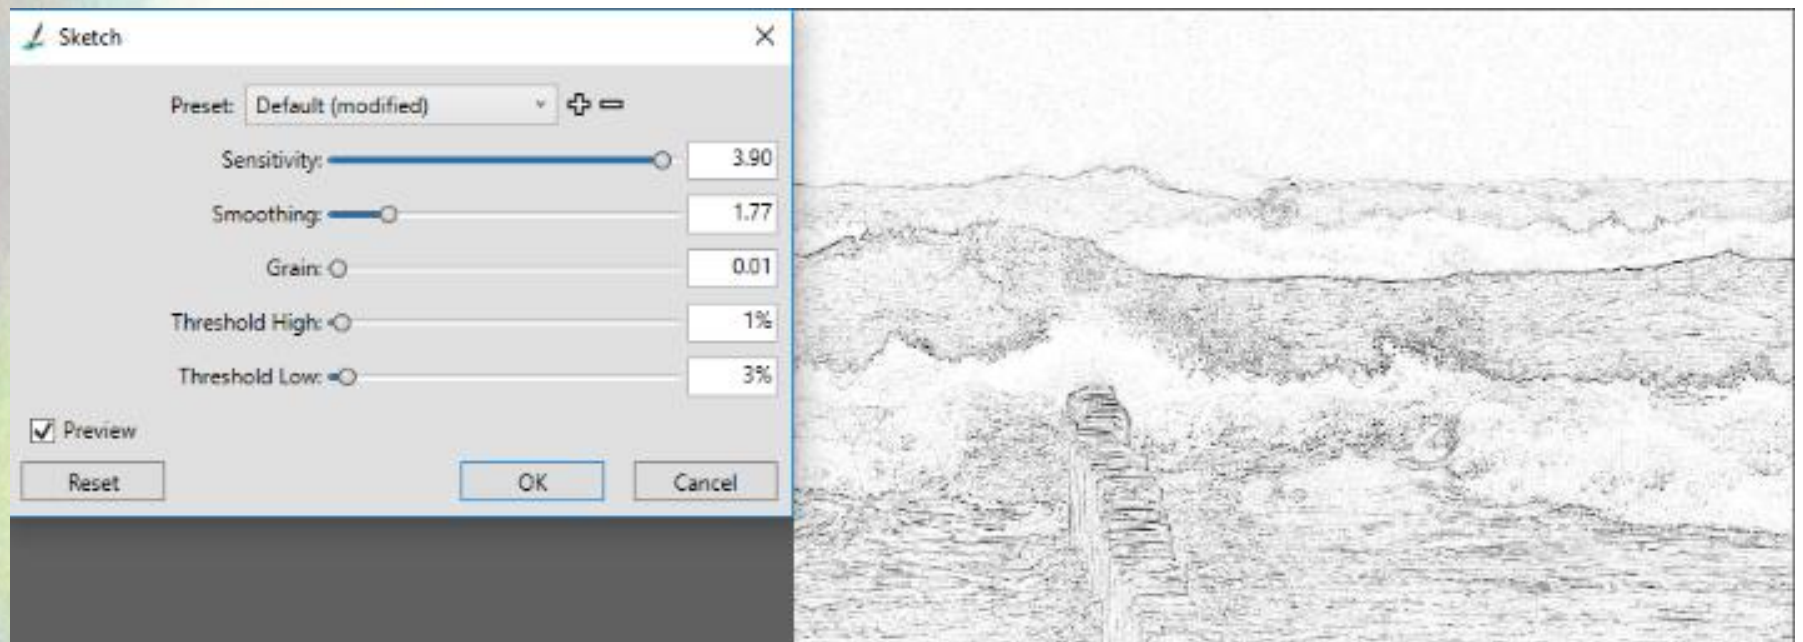 Sketch
Preset: Default (modified)
Sensitivity: 3.90
Smoothing: 1.77
Grain: 0.01
Threshold High: 1%
Threshold Low: 3%
Preview
Reset OK Cancel